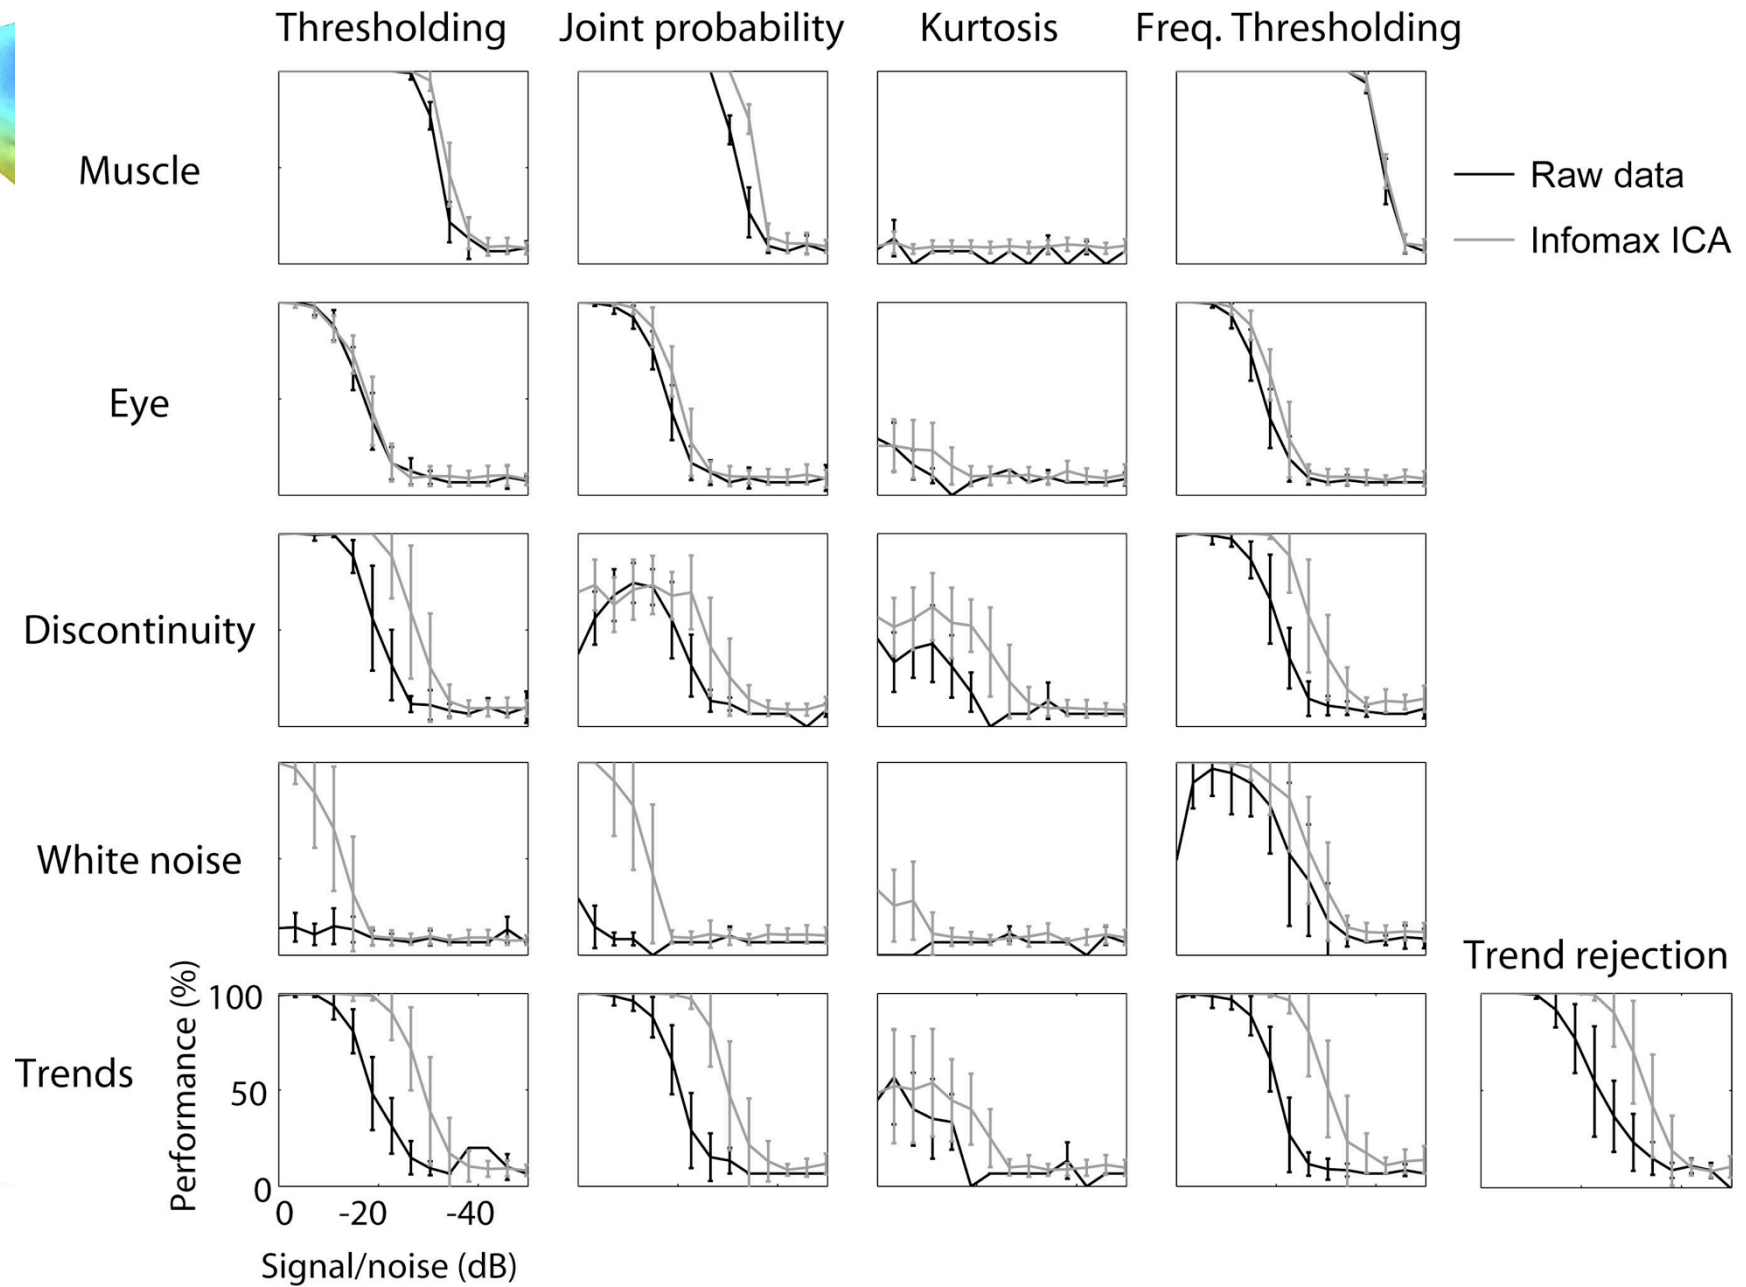 Thresholding Joint probability Kurtosis Freq. Thresholding
Muscle
Raw data
Infomax ICA
Eye
Discontinuity
White noise
Trend rejection
Trends
Performance (%)
100
50
0
0 -20 -40
Signal/noise (dB)